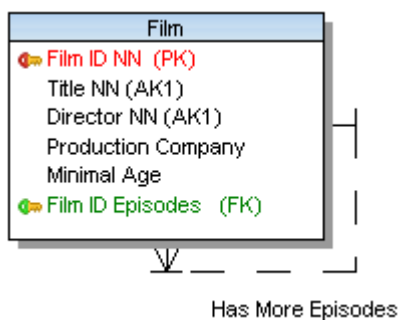 Film
Film ID NN (PK)
Title NN (AK1)
Director NN (AK1)
Production Company
Minimal Age
Film ID Episodes (FK)
Has More Episodes